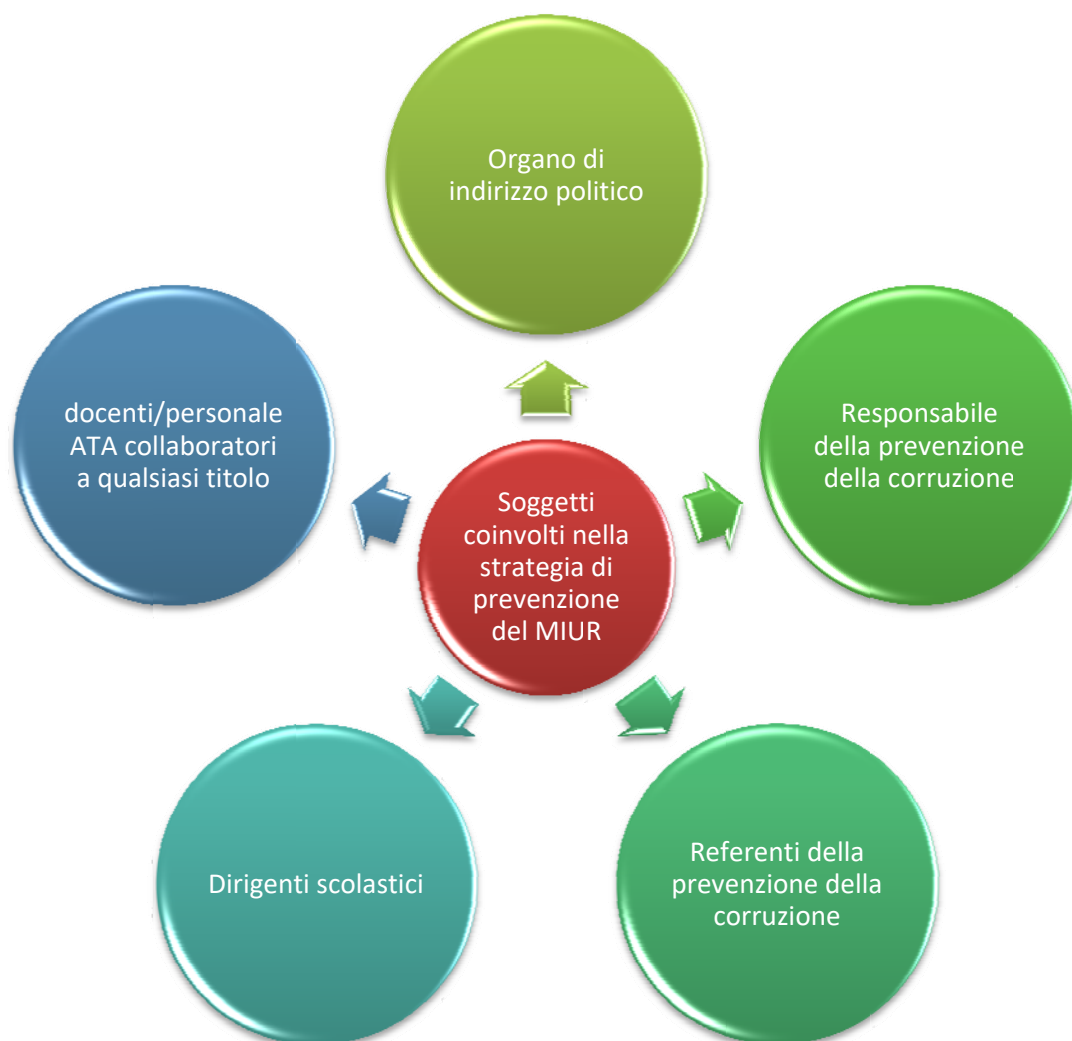 Organo di
indirizzo politico
docenti/personale
ATA collaboratori
a qualsiasi titolo
Responsabile
della prevenzione
della corruzione
Soggetti
coinvolti nella
strategia di
prevenzione
del MIUR
Dirigenti scolastici
Referenti della
prevenzione della
corruzione